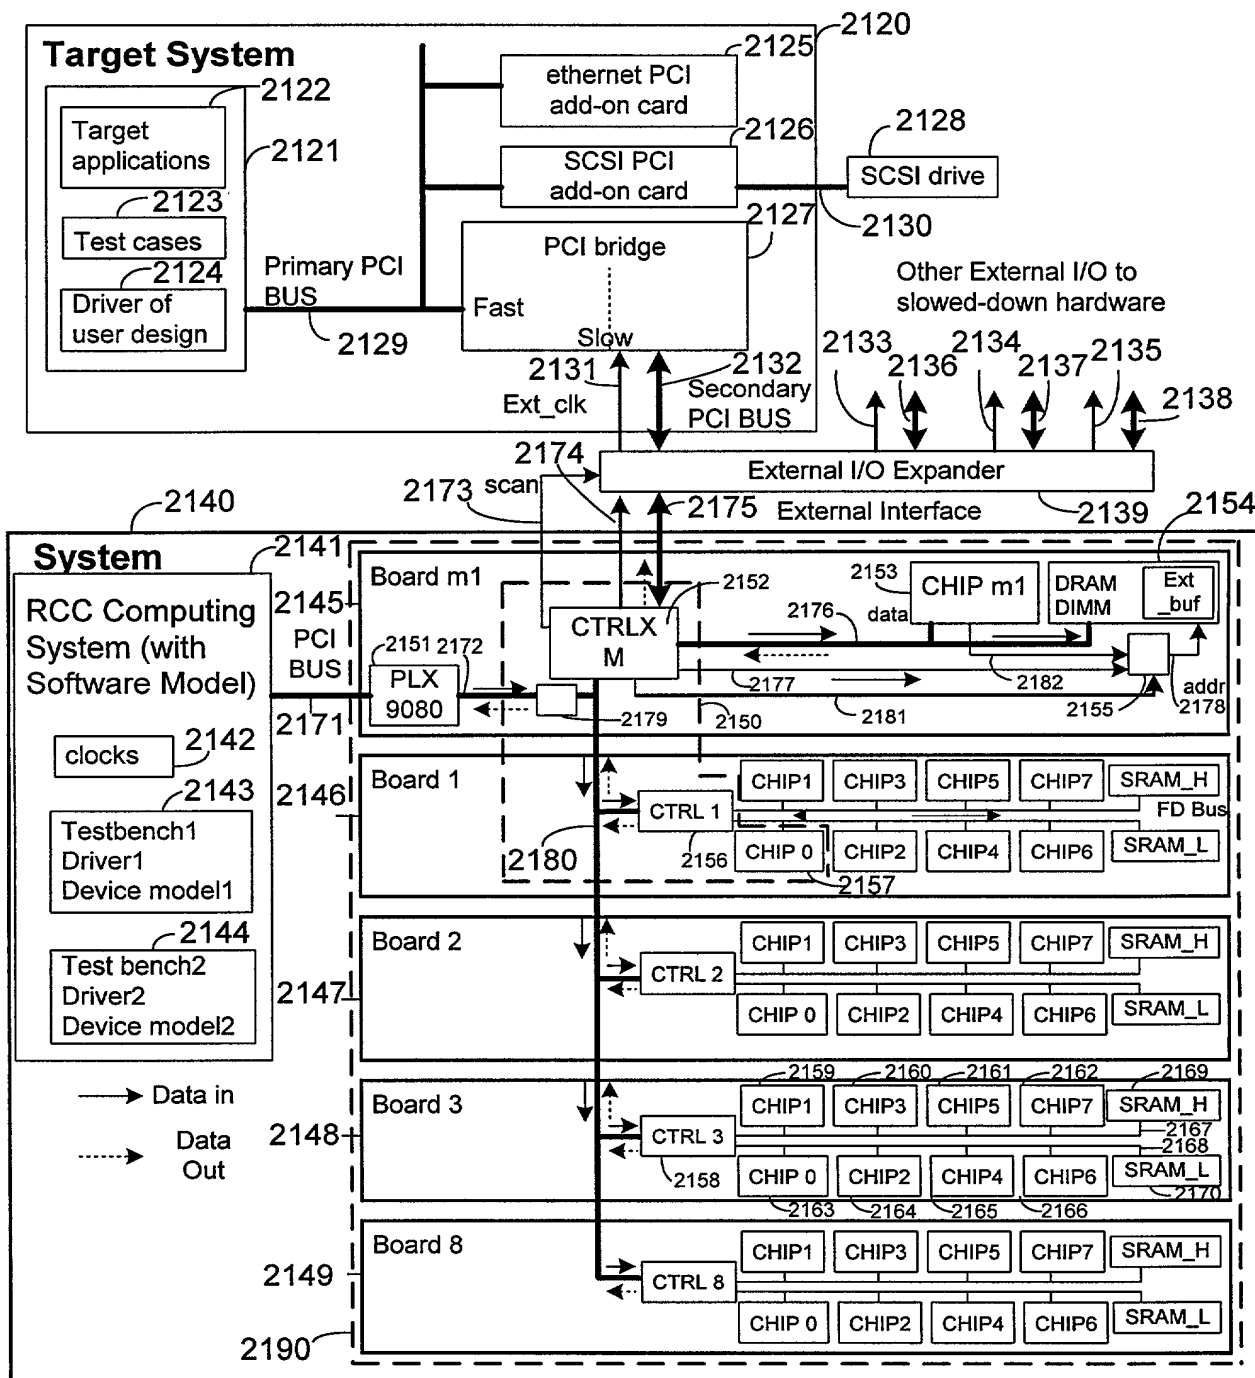 Target System
2120
2122
Target
applications
2121
2123
Test cases
2124
Driver of
user design
Primary PCI
BUS
2129
2125
ethernet PCI
add-on card
2126
SCSI PCI
add-on card
2128
SCSI drive
2130
2127
PCI bridge
Fast
Slow
2131
Ext_clk
2132
Secondary
PCI BUS
Other External I/O to
slowed-down hardware
2133
2136
2134
2137
2135
2138
2174
External I/O Expander
2173
scan
2175
External Interface
2139
2140
System
2141
RCC Computing
System (with
Software Model)
clocks
2142
2143
Testbench1
Driver1
Device model1
2144
Test bench2
Driver2
Device model2
Data in
Data
Out
2145
PCI
BUS
2171
Board m1
2151
PLX
9080
2172
2179
CTRLX
M
2152
2150
2153
CHIP m1
data
2176
2154
DRAM
DIMM
Ext
_buf
2177
2182
2181
2155
addr
2178
2146
Board 1
2180
CTRL 1
2156
CHIP1
CHIP3
CHIP5
CHIP7
SRAM_H
FD Bus
CHIP 0
CHIP2
CHIP4
CHIP6
SRAM_L
2157
2147
Board 2
CTRL 2
CHIP1
CHIP3
CHIP5
CHIP7
SRAM_H
CHIP 0
CHIP2
CHIP4
CHIP6
SRAM_L
2148
Board 3
CTRL 3
2158
2159
2160
2161
2162
2169
CHIP1
CHIP3
CHIP5
CHIP7
SRAM_H
2167
2168
CHIP 0
CHIP2
CHIP4
CHIP6
SRAM_L
2170
2163
2164
2165
2166
2149
Board 8
CTRL 8
CHIP1
CHIP3
CHIP5
CHIP7
SRAM_H
CHIP 0
CHIP2
CHIP4
CHIP6
SRAM_L
2190